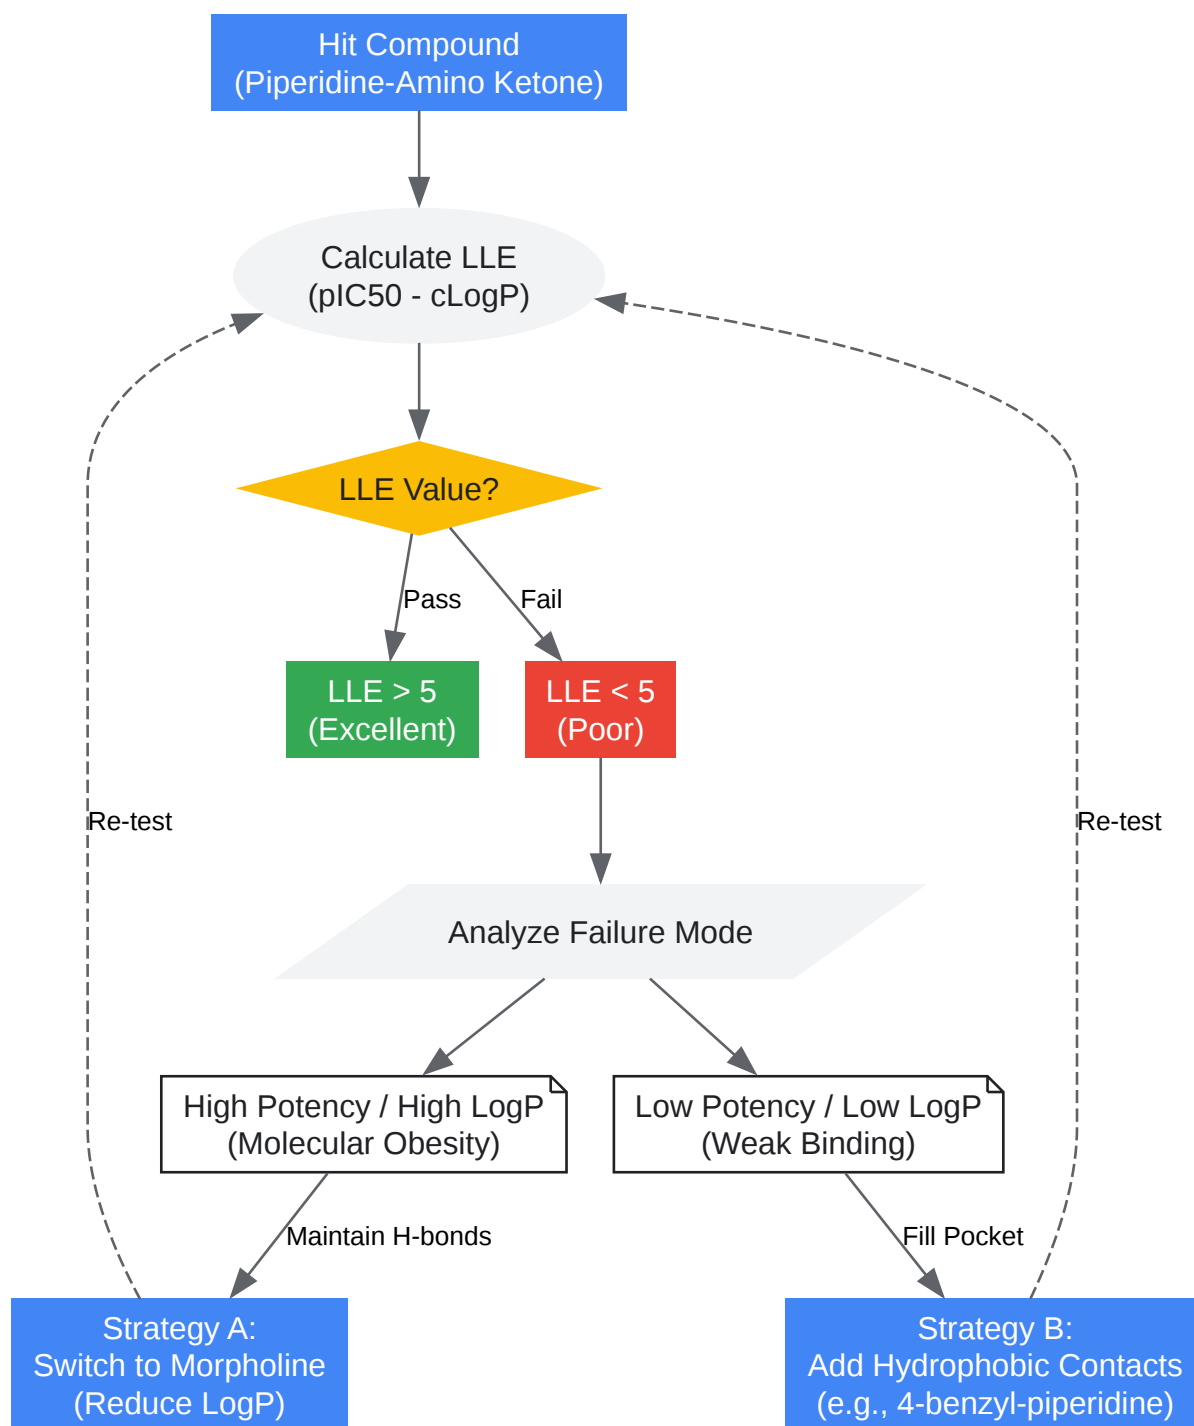 Hit Compound
(Piperidine-Amino Ketone)
Calculate LLE
(pIC50 - cLogP)
LLE Value?
Pass
Fail
LLE > 5
(Excellent)
LLE < 5
(Poor)
Re-test
Re-test
Analyze Failure Mode
High Potency / High LogP
(Molecular Obesity)
Low Potency / Low LogP
(Weak Binding)
Maintain H-bonds
Fill Pocket
Strategy A:
Switch to Morpholine
(Reduce LogP)
Strategy B:
Add Hydrophobic Contacts
(e.g., 4-benzyl-piperidine)